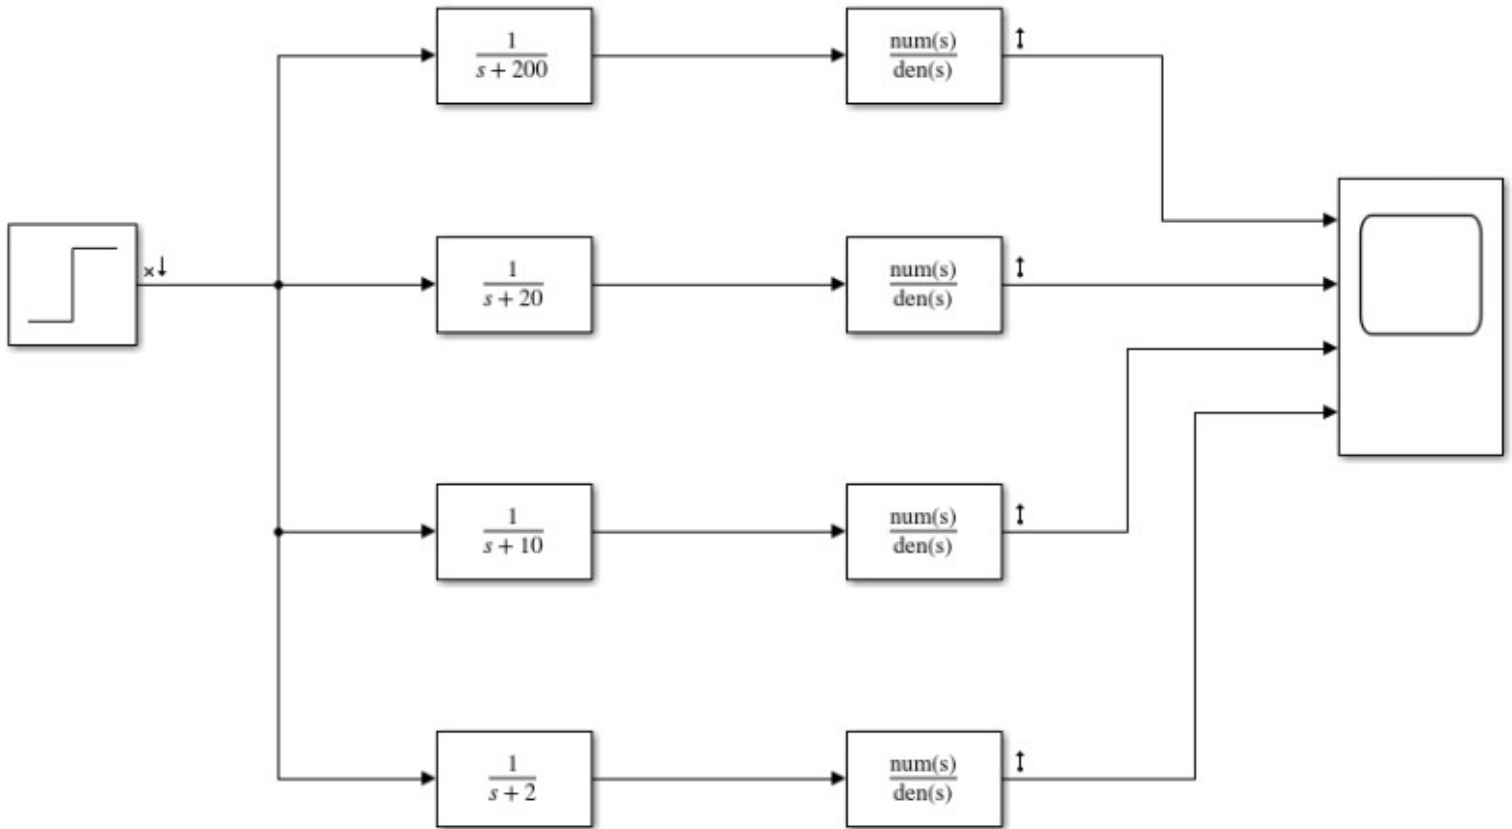 1
s + 200
num(s)
den(s)
1
s + 20
num(s)
den(s)
1
s + 10
num(s)
den(s)
1
s + 2
num(s)
den(s)